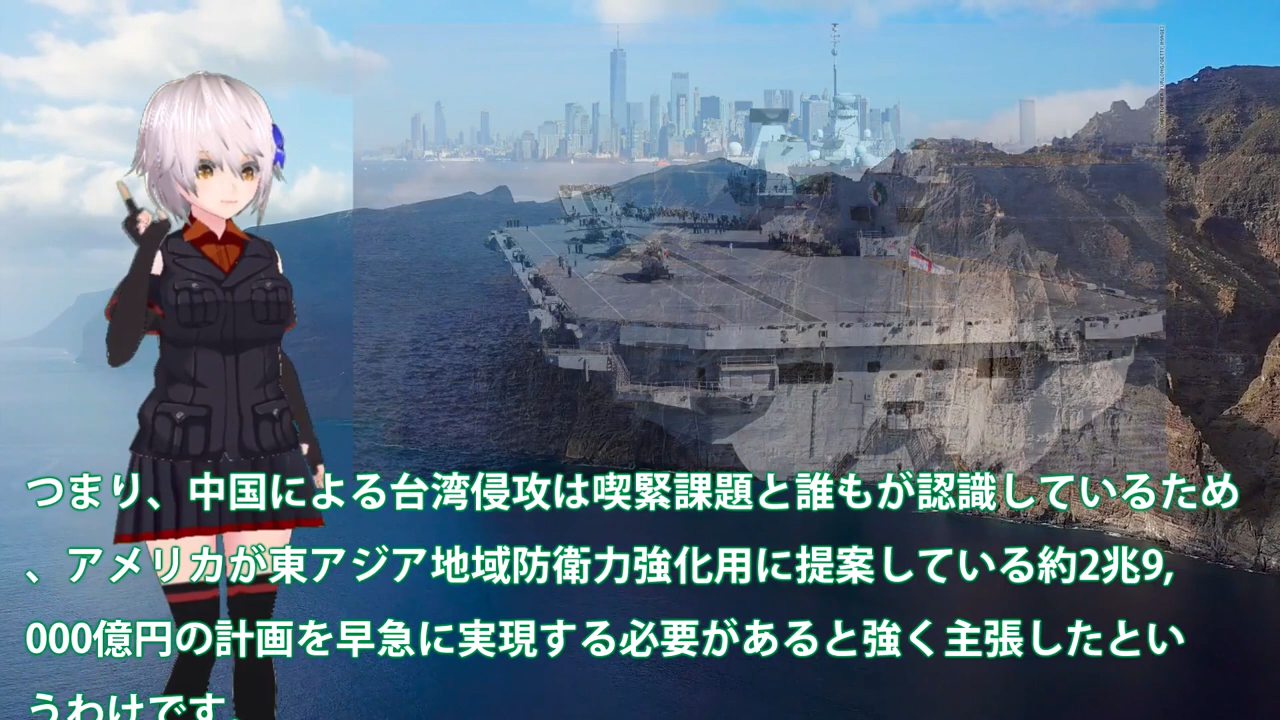 つまり、中国による台湾侵攻は喫緊課題と誰もが認識しているため
、アメリカが東アジア地域防衛力強化用に提案している約2兆9,
000億円の計画を早急に実現する必要があると強く主張したとい
うわけです。